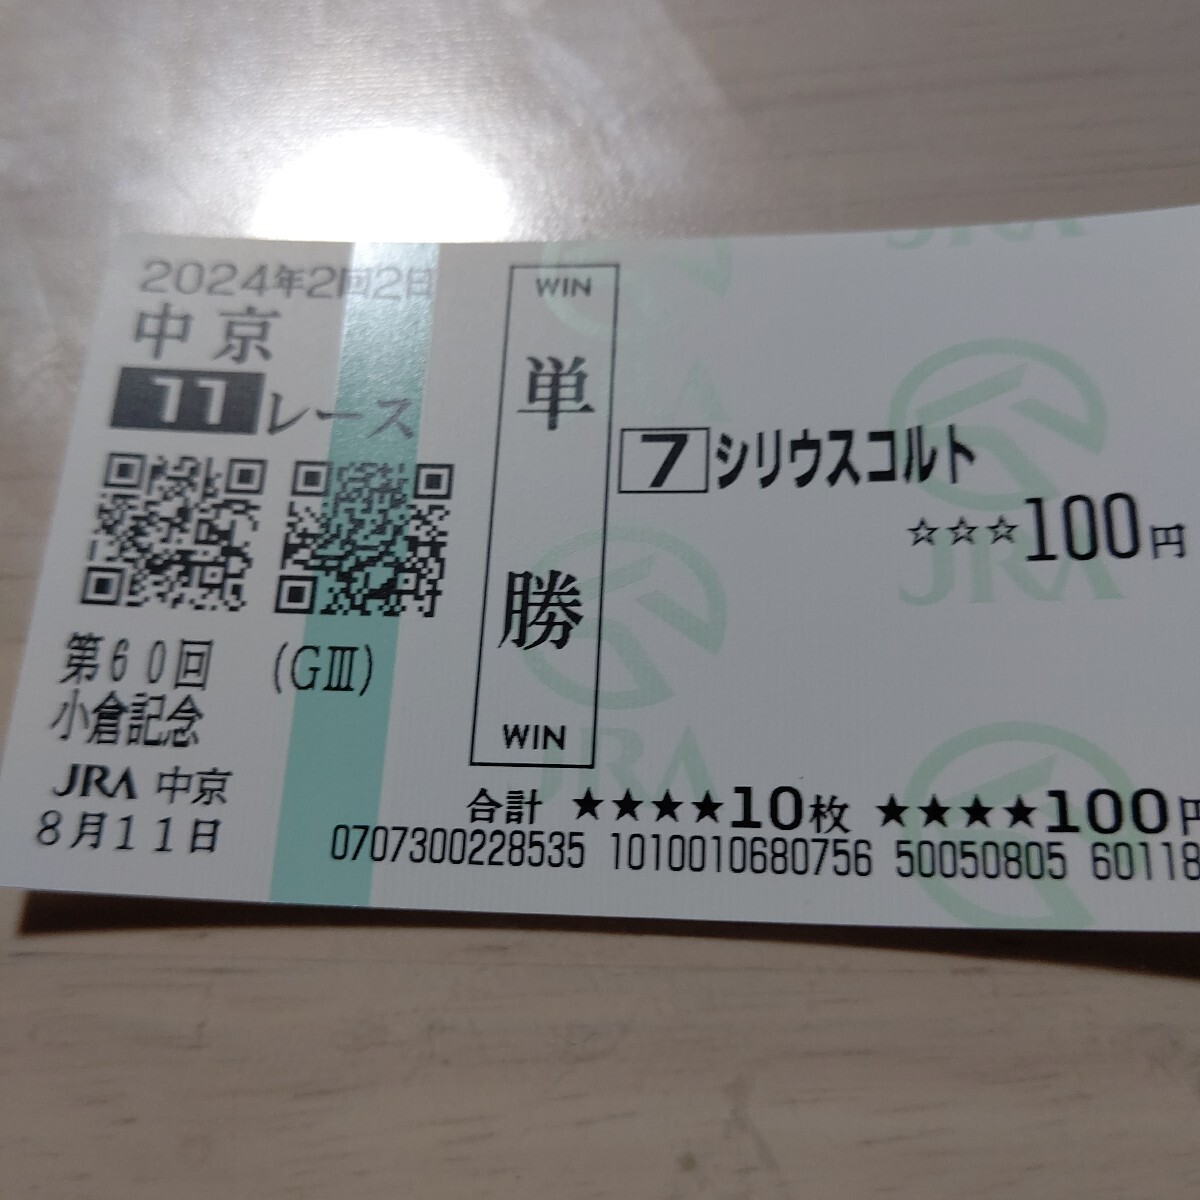 2024年2回2日
中京
11レース
第60回 (GⅢ)
小倉記念
JRA 中京
8月11日
WIN
単勝
WIN
7 シリウスコルト
☆☆☆100円
合計 ★★★★10枚 ★★★★100円
0707300228535 1010010680756 50050805 60118
JRA
JRA
JRA